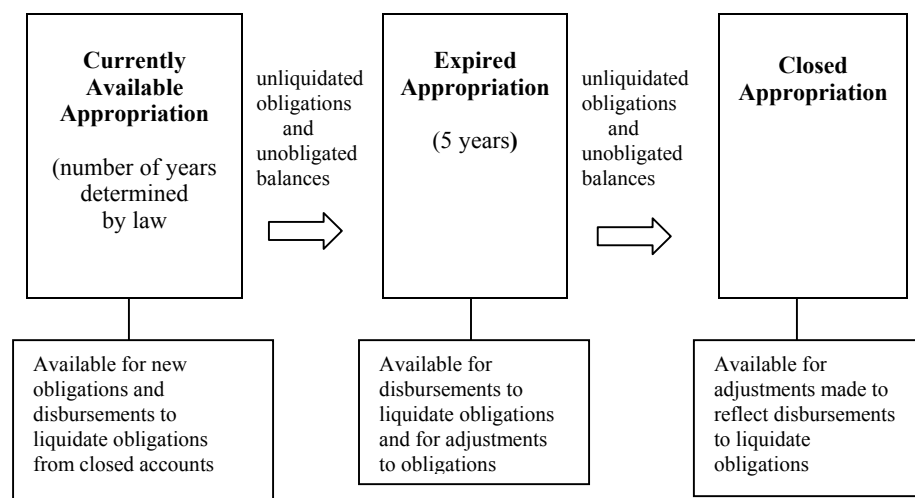 Currently
Available
Appropriation
(number of years
determined
by law
unliquidated
obligations
and
unobligated
balances
Expired
Appropriation
(5 years)
unliquidated
obligations
and
unobligated
balances
Closed
Appropriation
Available for new
obligations and
disbursements to
liquidate obligations
from closed accounts
Available for
disbursements to
liquidate obligations
and for adjustments
to obligations
Available for
adjustments made to
reflect disbursements
to liquidate
obligations